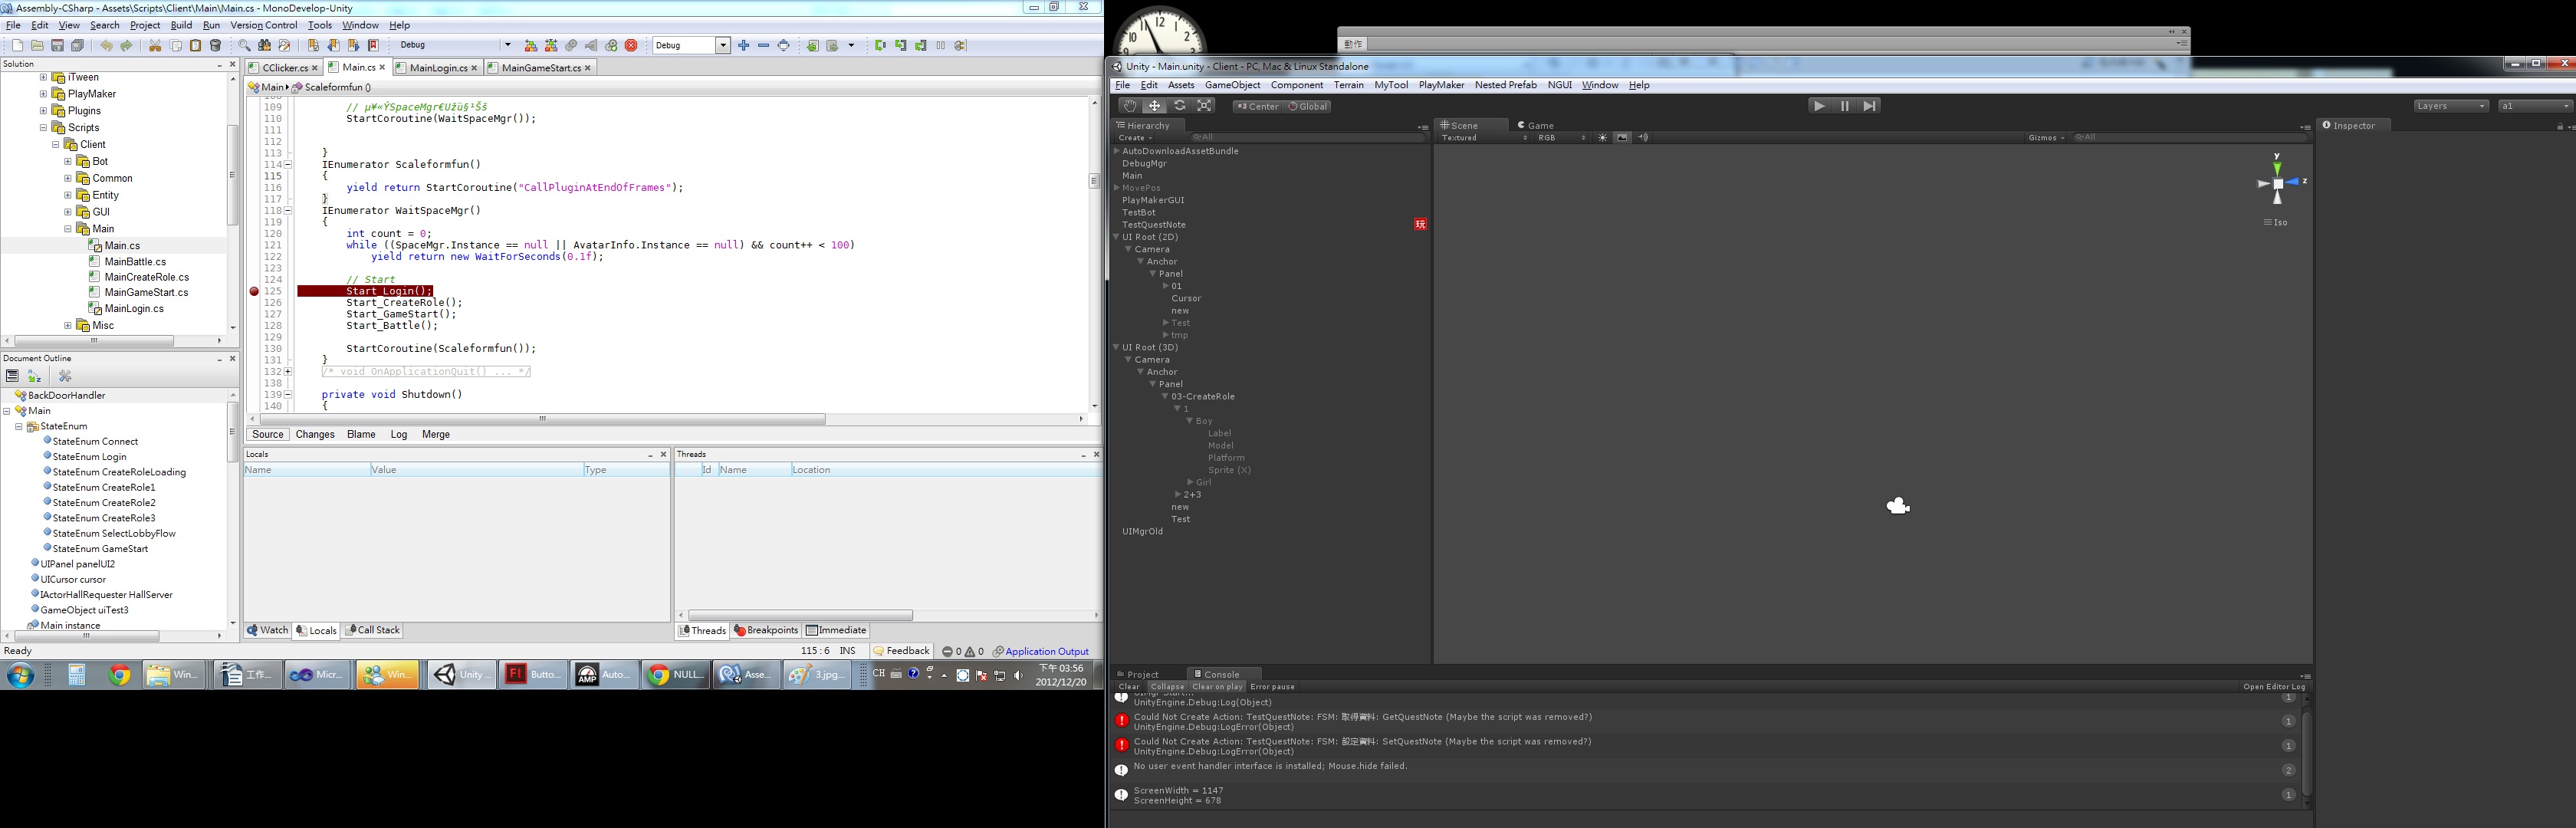 Assembly-CSharp - Assets\Scripts\Client\Main\Main.cs - MonoDevelop-Unity
File Edit View Search Project Build Run Version Control Tools Window Help
Debug
Debug
Solution
iTween
PlayMaker
Plugins
Scripts
Client
Bot
Common
Entity
GUI
Main
Main.cs
MainBattle.cs
MainCreateRole.cs
MainGameStart.cs
MainLogin.cs
Misc
Document Outline
BackDoorHandler
Main
StateEnum
StateEnum Connect
StateEnum Login
StateEnum CreateRoleLoading
StateEnum CreateRole1
StateEnum CreateRole2
StateEnum CreateRole3
StateEnum SelectLobbyFlow
StateEnum GameStart
UIPanel panelUI2
UICursor cursor
IActorHallRequester HallServer
GameObject uiTest3
Main instance
CClicker.cs Main.cs MainLogin.cs MainGameStart.cs
Main Scaleformfun ()
109
110 StartCoroutine(WaitSpaceMgr());
111
112
113 }
114 IEnumerator Scaleformfun()
115 {
116 yield return StartCoroutine("CallPluginAtEndOfFrames");
117 }
118 IEnumerator WaitSpaceMgr()
119 {
120 int count = 0;
121 while ((SpaceMgr.Instance == null || AvatarInfo.Instance == null) && count++ < 100)
122 yield return new WaitForSeconds(0.1f);
123
124 // Start
125 Start_Login();
126 Start_CreateRole();
127 Start_GameStart();
128 Start_Battle();
129
130 StartCoroutine(Scaleformfun());
131 }
132 /* void OnApplicationQuit() ... */
138
139 private void Shutdown()
140 {
Source Changes Blame Log Merge
Locals
Name Value Type
Threads
Id Name Location
Watch Locals Call Stack
Threads Breakpoints Immediate
Ready
115 : 6 INS Feedback 0 0 Application Output
Win... 工作... Micr... Win... Unity ... Butto... Auto... NULL... Asse... 3.jpg...
CH
下午 03:56
2012/12/20
12
1
2
動作
Unity - Main.unity - Client - PC, Mac & Linux Standalone
File Edit Assets GameObject Component Terrain MyTool PlayMaker Nested Prefab NGUI Window Help
Center Global
Layers a1
Hierarchy
Create All
AutoDownloadAssetBundle
DebugMgr
Main
MovePos
PlayMakerGUI
TestBot
TestQuestNote
玩
UI Root (2D)
Camera
Anchor
Panel
01
Cursor
new
Test
tmp
UI Root (3D)
Camera
Anchor
Panel
03-CreateRole
1
Boy
Label
Model
Platform
Sprite (X)
Girl
2+3
new
Test
UIMgrOld
Scene Game
Textured RGB Gizmos All
y
z
Iso
Inspector
Project Console
Clear Collapse Clear on play Error pause Open Editor Log
UnityEngine.Debug:Log(Object)
1
Could Not Create Action: TestQuestNote: FSM: 取得資料: GetQuestNote (Maybe the script was removed?)
UnityEngine.Debug:LogError(Object)
1
Could Not Create Action: TestQuestNote: FSM: 設定資料: SetQuestNote (Maybe the script was removed?)
UnityEngine.Debug:LogError(Object)
1
No user event handler interface is installed; Mouse.hide failed.
2
ScreenWidth = 1147
ScreenHeight = 678
1